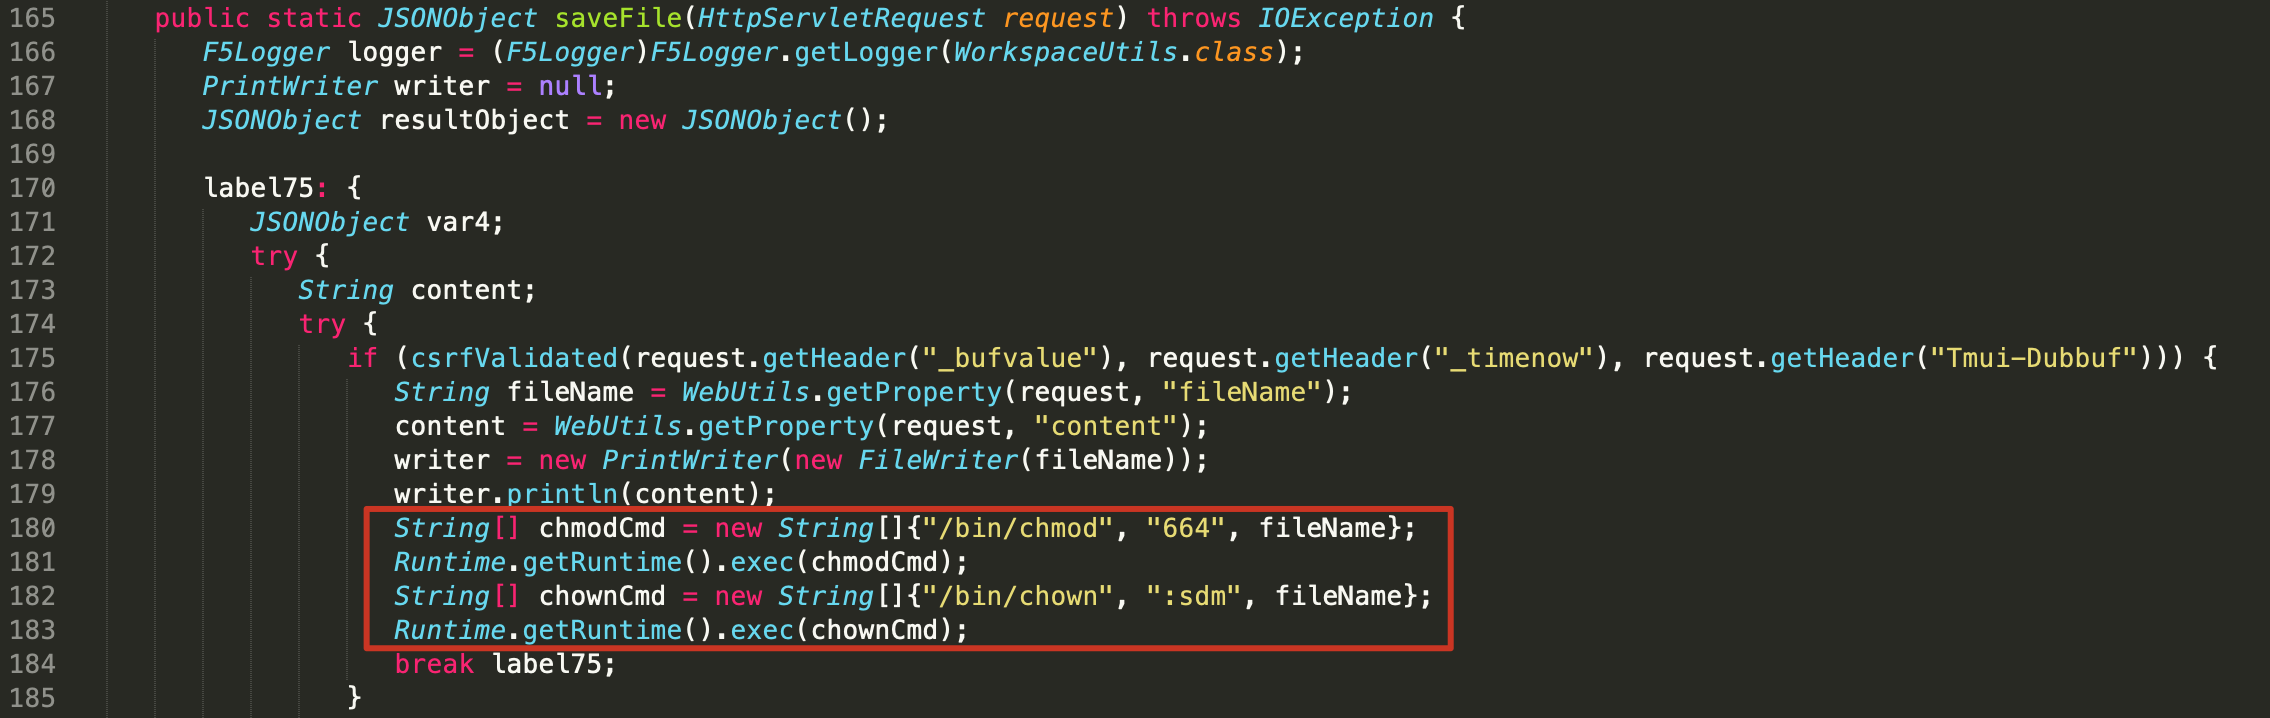 165 public static JSONObject saveFile(HttpServletRequest request) throws IOException {
166 F5Logger logger = (F5Logger)F5Logger.getLogger(WorkspaceUtils.class);
167 PrintWriter writer = null;
168 JSONObject resultObject = new JSONObject();
169
170 label75: {
171 JSONObject var4;
172 try {
173 String content;
174 try {
175 if (csrfValidated(request.getHeader("_bufvalue"), request.getHeader("_timenow"), request.getHeader("Tmui-Dubbuf"))) {
176 String fileName = WebUtils.getProperty(request, "fileName");
177 content = WebUtils.getProperty(request, "content");
178 writer = new PrintWriter(new FileWriter(fileName));
179 writer.println(content);
180 String[] chmodCmd = new String[]{"/bin/chmod", "664", fileName};
181 Runtime.getRuntime().exec(chmodCmd);
182 String[] chownCmd = new String[]{"/bin/chown", ":sdm", fileName};
183 Runtime.getRuntime().exec(chownCmd);
184 break label75;
185 }